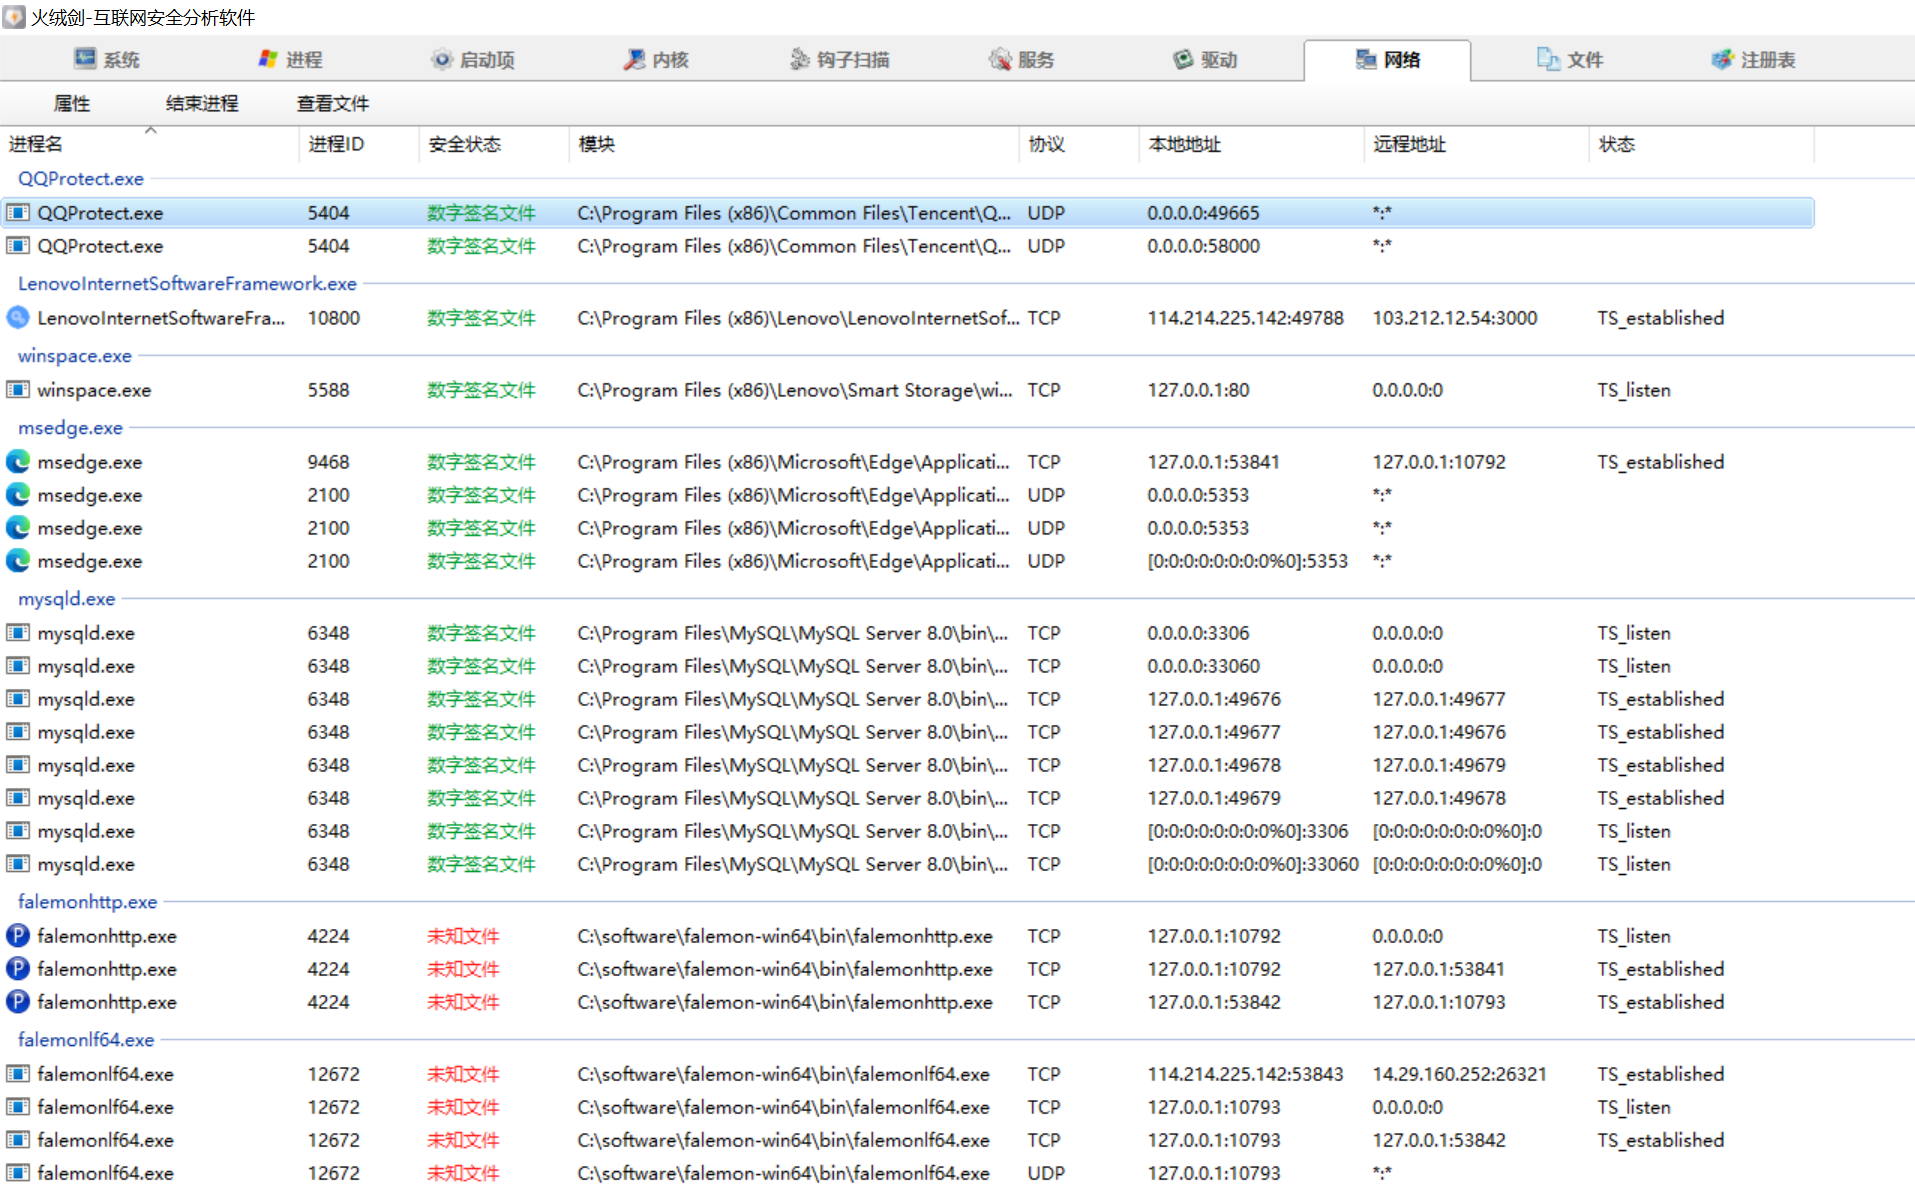 火绒剑-互联网安全分析软件
系统 进程 启动项 内核 钩子扫描 服务 驱动 网络 文件 注册表
属性 结束进程 查看文件
进程名 进程ID 安全状态 模块 协议 本地地址 远程地址 状态
QQProtect.exe
QQProtect.exe 5404 数字签名文件 C:\Program Files (x86)\Common Files\Tencent\Q... UDP 0.0.0.0:49665 *:*
QQProtect.exe 5404 数字签名文件 C:\Program Files (x86)\Common Files\Tencent\Q... UDP 0.0.0.0:58000 *:*
LenovoInternetSoftwareFramework.exe
LenovoInternetSoftwareFra... 10800 数字签名文件 C:\Program Files (x86)\Lenovo\LenovoInternetSof... TCP 114.214.225.142:49788 103.212.12.54:3000 TS_established
winspace.exe
winspace.exe 5588 数字签名文件 C:\Program Files (x86)\Lenovo\Smart Storage\wi... TCP 127.0.0.1:80 0.0.0.0:0 TS_listen
msedge.exe
msedge.exe 9468 数字签名文件 C:\Program Files (x86)\Microsoft\Edge\Applicati... TCP 127.0.0.1:53841 127.0.0.1:10792 TS_established
msedge.exe 2100 数字签名文件 C:\Program Files (x86)\Microsoft\Edge\Applicati... UDP 0.0.0.0:5353 *:*
msedge.exe 2100 数字签名文件 C:\Program Files (x86)\Microsoft\Edge\Applicati... UDP 0.0.0.0:5353 *:*
msedge.exe 2100 数字签名文件 C:\Program Files (x86)\Microsoft\Edge\Applicati... UDP [0:0:0:0:0:0:0:0%0]:5353 *:*
mysqld.exe
mysqld.exe 6348 数字签名文件 C:\Program Files\MySQL\MySQL Server 8.0\bin\... TCP 0.0.0.0:3306 0.0.0.0:0 TS_listen
mysqld.exe 6348 数字签名文件 C:\Program Files\MySQL\MySQL Server 8.0\bin\... TCP 0.0.0.0:33060 0.0.0.0:0 TS_listen
mysqld.exe 6348 数字签名文件 C:\Program Files\MySQL\MySQL Server 8.0\bin\... TCP 127.0.0.1:49676 127.0.0.1:49677 TS_established
mysqld.exe 6348 数字签名文件 C:\Program Files\MySQL\MySQL Server 8.0\bin\... TCP 127.0.0.1:49677 127.0.0.1:49676 TS_established
mysqld.exe 6348 数字签名文件 C:\Program Files\MySQL\MySQL Server 8.0\bin\... TCP 127.0.0.1:49678 127.0.0.1:49679 TS_established
mysqld.exe 6348 数字签名文件 C:\Program Files\MySQL\MySQL Server 8.0\bin\... TCP 127.0.0.1:49679 127.0.0.1:49678 TS_established
mysqld.exe 6348 数字签名文件 C:\Program Files\MySQL\MySQL Server 8.0\bin\... TCP [0:0:0:0:0:0:0:0%0]:3306 [0:0:0:0:0:0:0:0%0]:0 TS_listen
mysqld.exe 6348 数字签名文件 C:\Program Files\MySQL\MySQL Server 8.0\bin\... TCP [0:0:0:0:0:0:0:0%0]:33060 [0:0:0:0:0:0:0:0%0]:0 TS_listen
falemonhttp.exe
falemonhttp.exe 4224 未知文件 C:\software\falemon-win64\bin\falemonhttp.exe TCP 127.0.0.1:10792 0.0.0.0:0 TS_listen
falemonhttp.exe 4224 未知文件 C:\software\falemon-win64\bin\falemonhttp.exe TCP 127.0.0.1:10792 127.0.0.1:53841 TS_established
falemonhttp.exe 4224 未知文件 C:\software\falemon-win64\bin\falemonhttp.exe TCP 127.0.0.1:53842 127.0.0.1:10793 TS_established
falemonlf64.exe
falemonlf64.exe 12672 未知文件 C:\software\falemon-win64\bin\falemonlf64.exe TCP 114.214.225.142:53843 14.29.160.252:26321 TS_established
falemonlf64.exe 12672 未知文件 C:\software\falemon-win64\bin\falemonlf64.exe TCP 127.0.0.1:10793 0.0.0.0:0 TS_listen
falemonlf64.exe 12672 未知文件 C:\software\falemon-win64\bin\falemonlf64.exe TCP 127.0.0.1:10793 127.0.0.1:53842 TS_established
falemonlf64.exe 12672 未知文件 C:\software\falemon-win64\bin\falemonlf64.exe UDP 127.0.0.1:10793 *:*